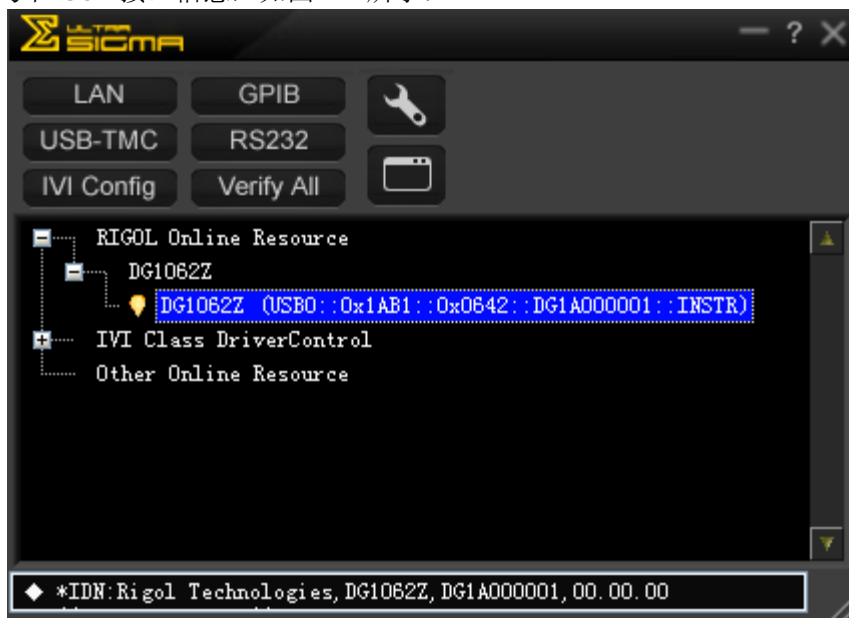 ULTRA
SIGMA
?
LAN
GPIB
USB-TMC
RS232
IVI Config
Verify All
RIGOL Online Resource
DG1062Z
DG1062Z (USB0::0x1AB1::0x0642::DG1A000001::INSTR)
IVI Class DriverControl
Other Online Resource
*IDN:Rigol Technologies,DG1062Z,DG1A000001,00.00.00